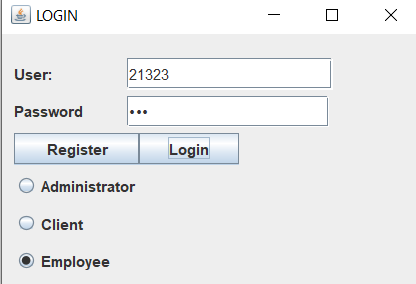 LOGIN
User: 21323
Password •••
Register Login
Administrator
Client
Employee